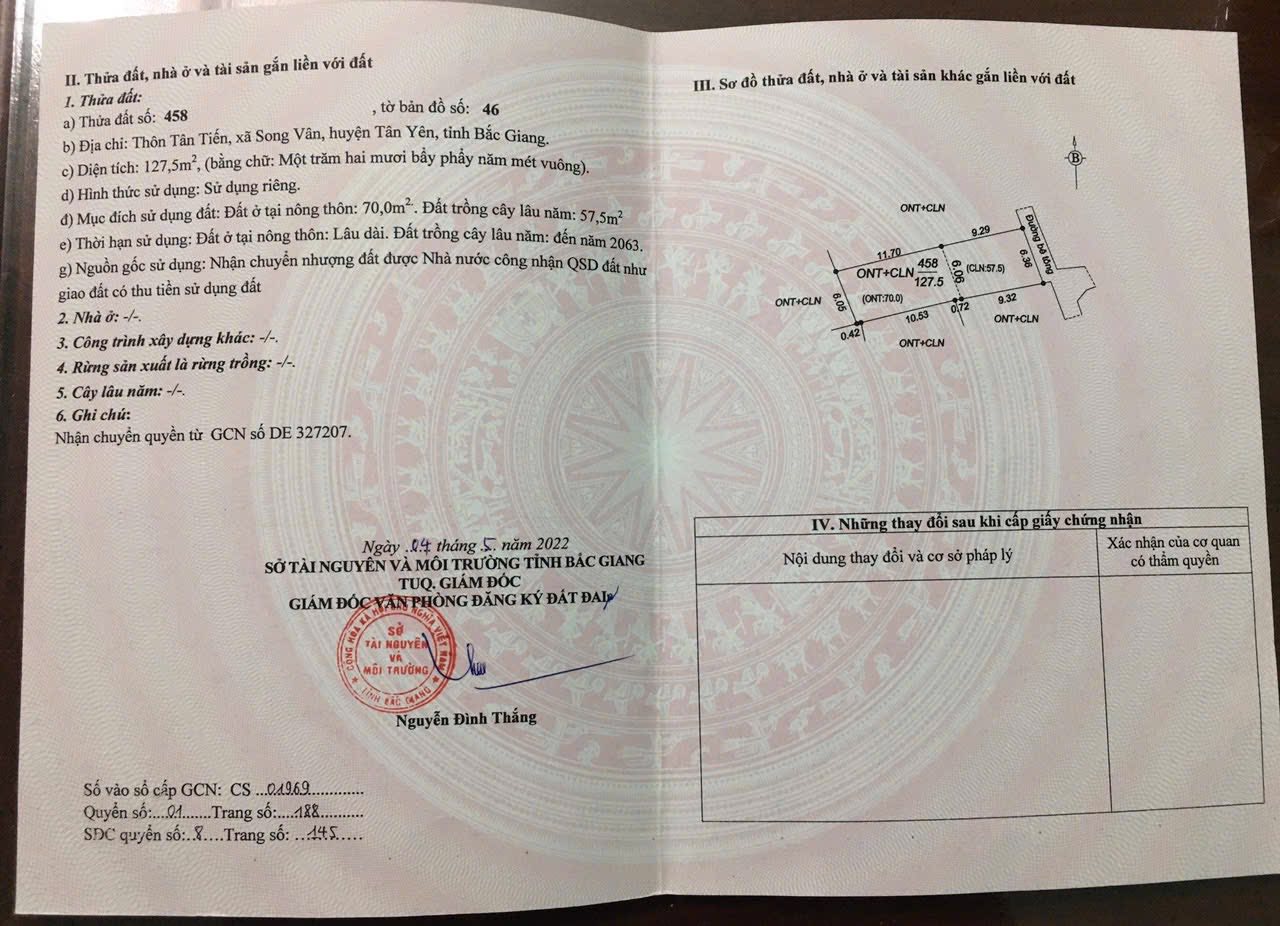 II. Thửa đất, nhà ở và tài sản gắn liền với đất
1. Thửa đất:
a) Thửa đất số: 458 , tờ bản đồ số: 46
b) Địa chỉ: Thôn Tân Tiến, xã Song Vân, huyện Tân Yên, tỉnh Bắc Giang.
c) Diện tích: 127,5m², (bằng chữ: Một trăm hai mươi bẩy phẩy năm mét vuông).
d) Hình thức sử dụng: Sử dụng riêng.
đ) Mục đích sử dụng đất: Đất ở tại nông thôn: 70,0m². Đất trồng cây lâu năm: 57,5m²
e) Thời hạn sử dụng: Đất ở tại nông thôn: Lâu dài. Đất trồng cây lâu năm: đến năm 2063.
g) Nguồn gốc sử dụng: Nhận chuyển nhượng đất được Nhà nước công nhận QSD đất như
giao đất có thu tiền sử dụng đất
2. Nhà ở: -/-.
3. Công trình xây dựng khác: -/-.
4. Rừng sản xuất là rừng trồng: -/-.
5. Cây lâu năm: -/-.
6. Ghi chú:
Nhận chuyển quyền từ GCN số DE 327207.
Ngày .04 tháng .5. năm 2022
SỞ TÀI NGUYÊN VÀ MÔI TRƯỜNG TỈNH BẮC GIANG
TUQ. GIÁM ĐỐC
GIÁM ĐỐC VĂN PHÒNG ĐĂNG KÝ ĐẤT ĐAI
CỘNG HÒA XÃ HỘI CHỦ NGHĨA VIỆT NAM
SỞ
TÀI NGUYÊN
VÀ
MÔI TRƯỜNG
TỈNH BẮC GIANG
Nguyễn Đình Thắng
Số vào sổ cấp GCN: CS ...01969.............
Quyển số:....01.......Trang số:....188...........
SĐC quyển số:..8....Trang số: ...145......
III. Sơ đồ thửa đất, nhà ở và tài sản khác gắn liền với đất
B
ONT+CLN
Đường bê tông
11.70
9.29
6.36
ONT+CLN
458
127.5
6.06
(CLN:57.5)
ONT+CLN
6.05
(ONT:70.0)
0.42
10.53
0.72
9.32
ONT+CLN
ONT+CLN
IV. Những thay đổi sau khi cấp giấy chứng nhận
Nội dung thay đổi và cơ sở pháp lý
Xác nhận của cơ quan
có thẩm quyền